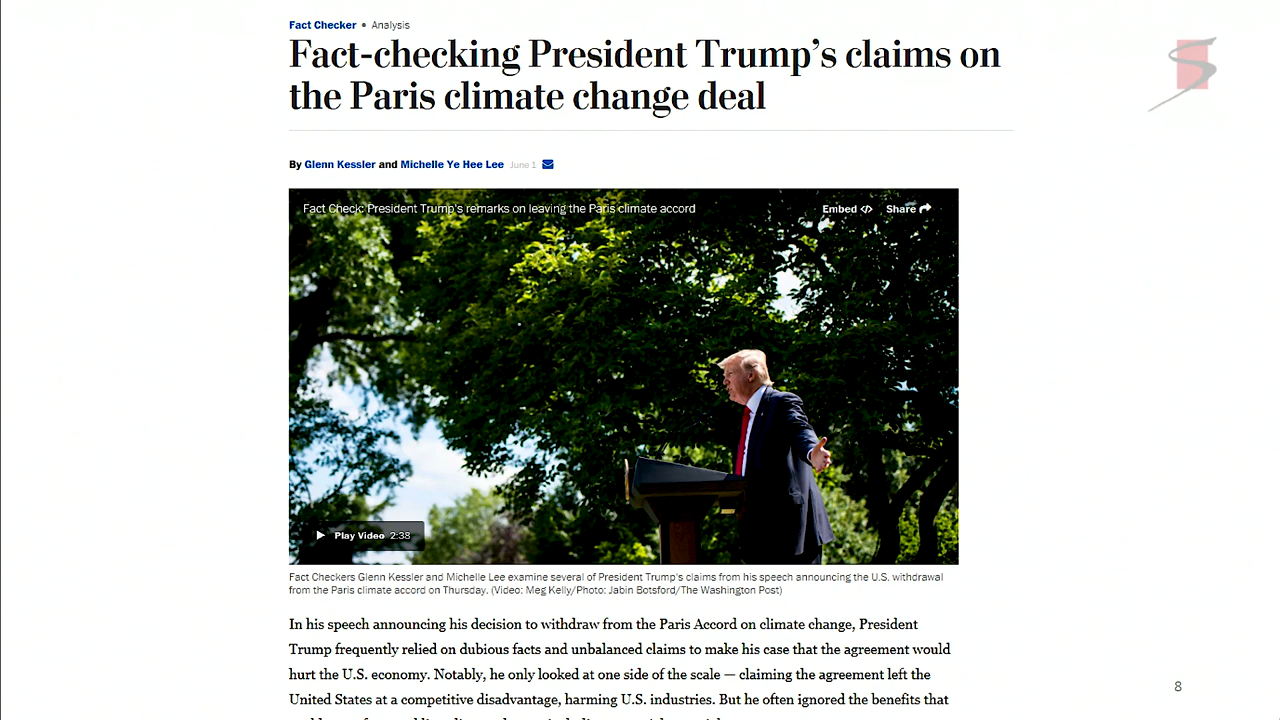 Fact Checker • Analysis
Fact-checking President Trump’s claims on
the Paris climate change deal
By Glenn Kessler and Michelle Ye Hee Lee June 1
Fact Check: President Trump's remarks on leaving the Paris climate accord
Embed </> Share
Play Video 2:38
Fact Checkers Glenn Kessler and Michelle Lee examine several of President Trump's claims from his speech announcing the U.S. withdrawal
from the Paris climate accord on Thursday. (Video: Meg Kelly/Photo: Jabin Botsford/The Washington Post)
In his speech announcing his decision to withdraw from the Paris Accord on climate change, President
Trump frequently relied on dubious facts and unbalanced claims to make his case that the agreement would
hurt the U.S. economy. Notably, he only looked at one side of the scale — claiming the agreement left the
United States at a competitive disadvantage, harming U.S. industries. But he often ignored the benefits that
8